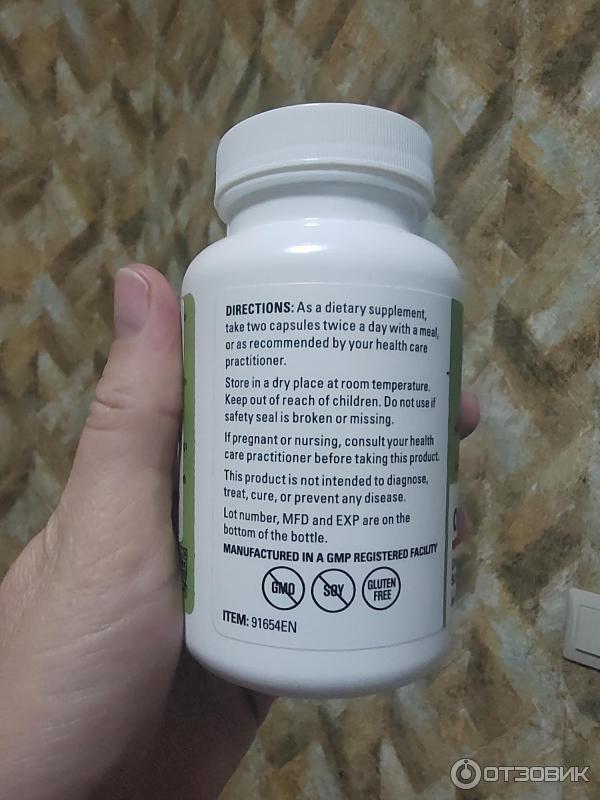 DIRECTIONS: As a dietary supplement,
take two capsules twice a day with a meal,
or as recommended by your health care
practitioner.
Store in a dry place at room temperature.
Keep out of reach of children. Do not use if
safety seal is broken or missing.
If pregnant or nursing, consult your health
care practitioner before taking this product.
This product is not intended to diagnose,
treat, cure, or prevent any disease.
Lot number, MFD and EXP are on the
bottom of the bottle.
MANUFACTURED IN A GMP REGISTERED FACILITY
GMO
SOY
GLUTEN
FREE
ITEM: 91654EN
ОТЗОВИК